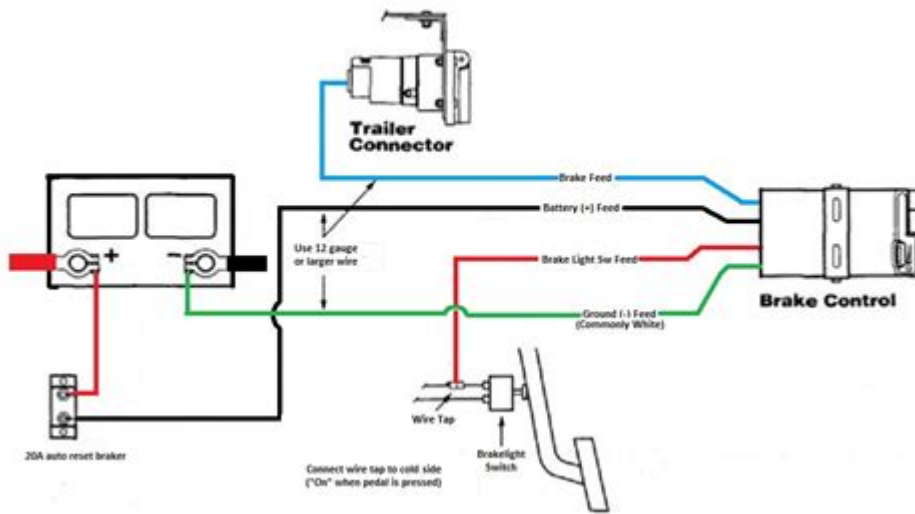 Trailer
Connector
Brake Feed
Battery (+) Feed
Use 12 gauge
or larger wire
Brake Light Sw Feed
+
−
Brake Control
Ground (-) Feed
(Commonly White)
Wire Tap
20A auto reset braker
Brakelight
Switch
Connect wire tap to cold side
("On" when pedal is pressed)